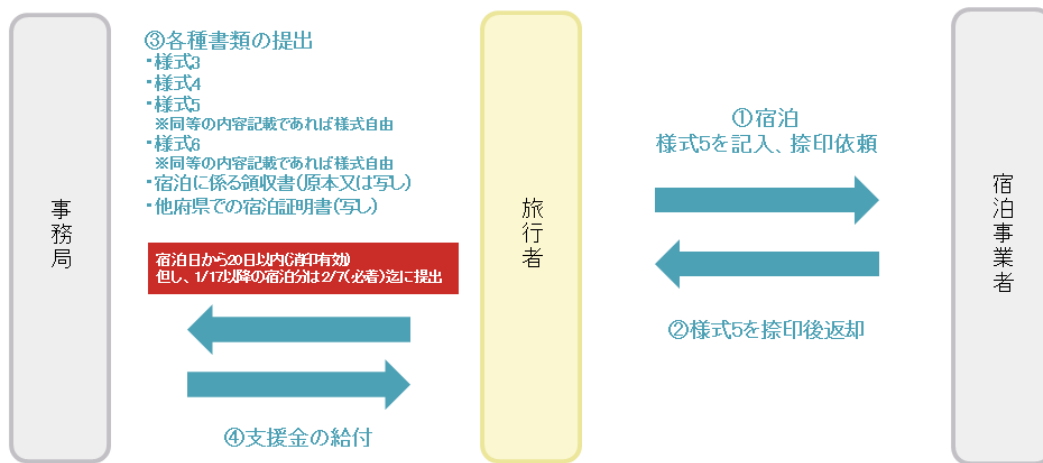 事務局
③各種書類の提出
・様式3
・様式4
・様式5
※同等の内容記載であれば様式自由
・様式6
※同等の内容記載であれば様式自由
・宿泊に係る領収書(原本又は写し)
・他府県での宿泊証明書(写し)
宿泊日から20日以内(消印有効)
但し、1/17以降の宿泊分は2/7(必着)迄に提出
④支援金の給付
旅行者
①宿泊
様式5を記入、捺印依頼
②様式5を捺印後返却
宿泊事業者